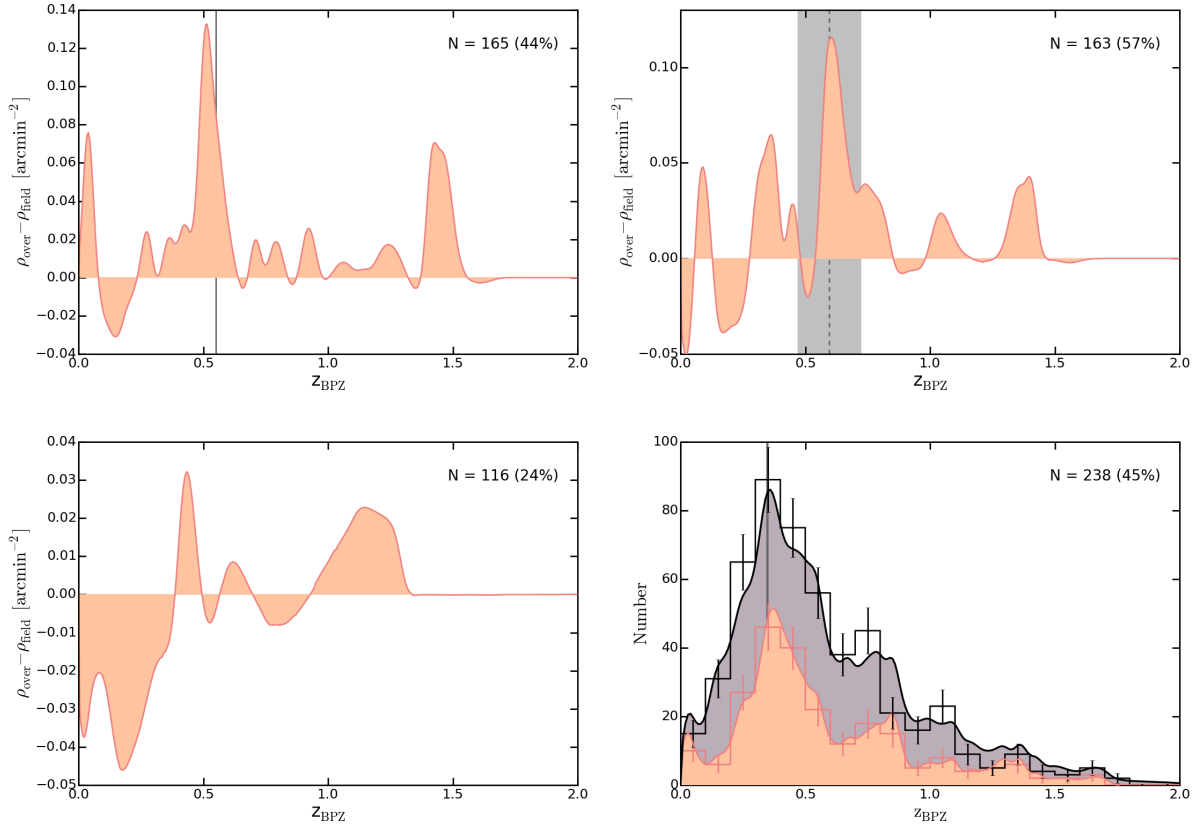 0.14
0.12
0.10
0.08
0.06
0.04
0.02
0.00
−0.02
−0.04
ρover−ρfield [arcmin−2]
N = 165 (44%)
0.0 0.5 1.0 1.5 2.0
zBPZ
0.10
0.05
0.00
−0.05
ρover−ρfield [arcmin−2]
N = 163 (57%)
0.0 0.5 1.0 1.5 2.0
zBPZ
0.04
0.03
0.02
0.01
0.00
−0.01
−0.02
−0.03
−0.04
−0.05
ρover−ρfield [arcmin−2]
N = 116 (24%)
0.0 0.5 1.0 1.5 2.0
zBPZ
100
80
60
40
20
0
Number
N = 238 (45%)
0.0 0.5 1.0 1.5 2.0
zBPZ